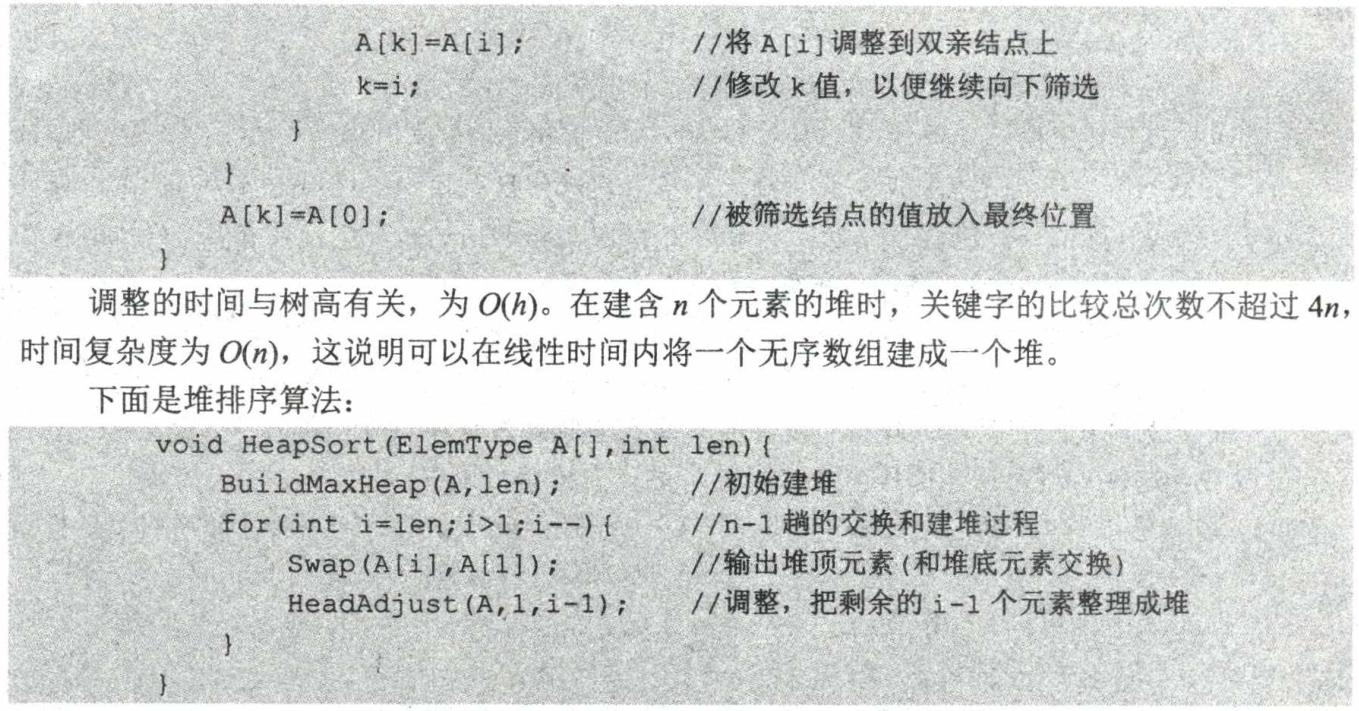 A[k]=A[i]; //将A[i]调整到双亲结点上
k=i; //修改k值，以便继续向下筛选
}
}
A[k]=A[0]; //被筛选结点的值放入最终位置
}
调整的时间与树高有关，为 O(h)。在建含 n 个元素的堆时，关键字的比较总次数不超过 4n，
时间复杂度为 O(n)，这说明可以在线性时间内将一个无序数组建成一个堆。
下面是堆排序算法：
void HeapSort(ElemType A[],int len){
BuildMaxHeap(A,len); //初始建堆
for(int i=len;i>1;i--){ //n-1趟的交换和建堆过程
Swap(A[i],A[1]); //输出堆顶元素(和堆底元素交换)
HeadAdjust(A,1,i-1); //调整，把剩余的i-1个元素整理成堆
}
}